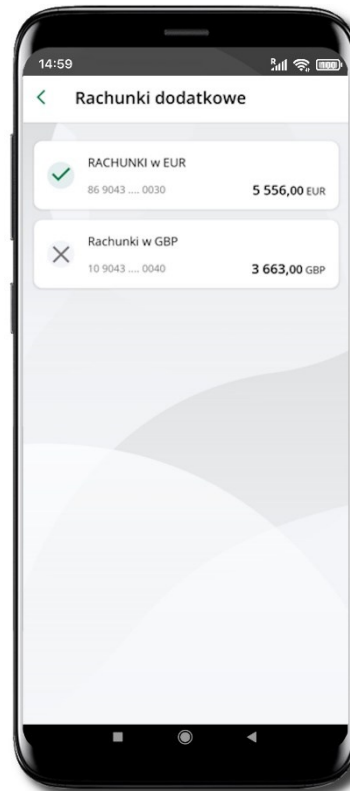 14:59
R
100
Rachunki dodatkowe
RACHUNKI w EUR
86 9043 .... 0030
5 556,00 EUR
Rachunki w GBP
10 9043 .... 0040
3 663,00 GBP